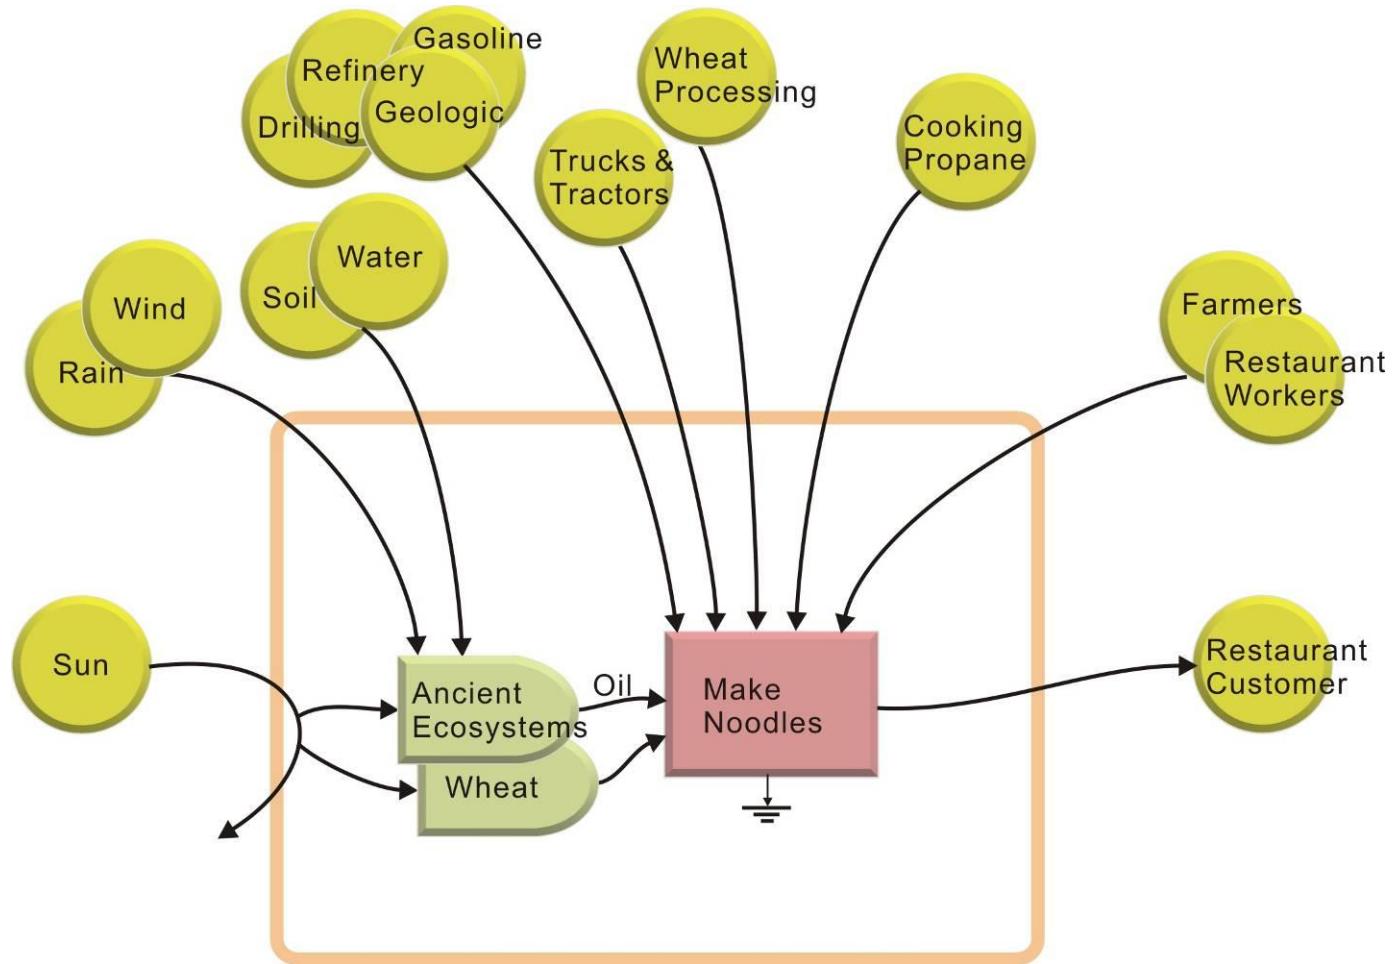 Gasoline
Refinery
Geologic
Drilling
Wheat
Processing
Trucks &
Tractors
Cooking
Propane
Water
Soil
Wind
Rain
Farmers
Restaurant
Workers
Sun
Ancient
Ecosystems
Oil
Wheat
Make
Noodles
Restaurant
Customer